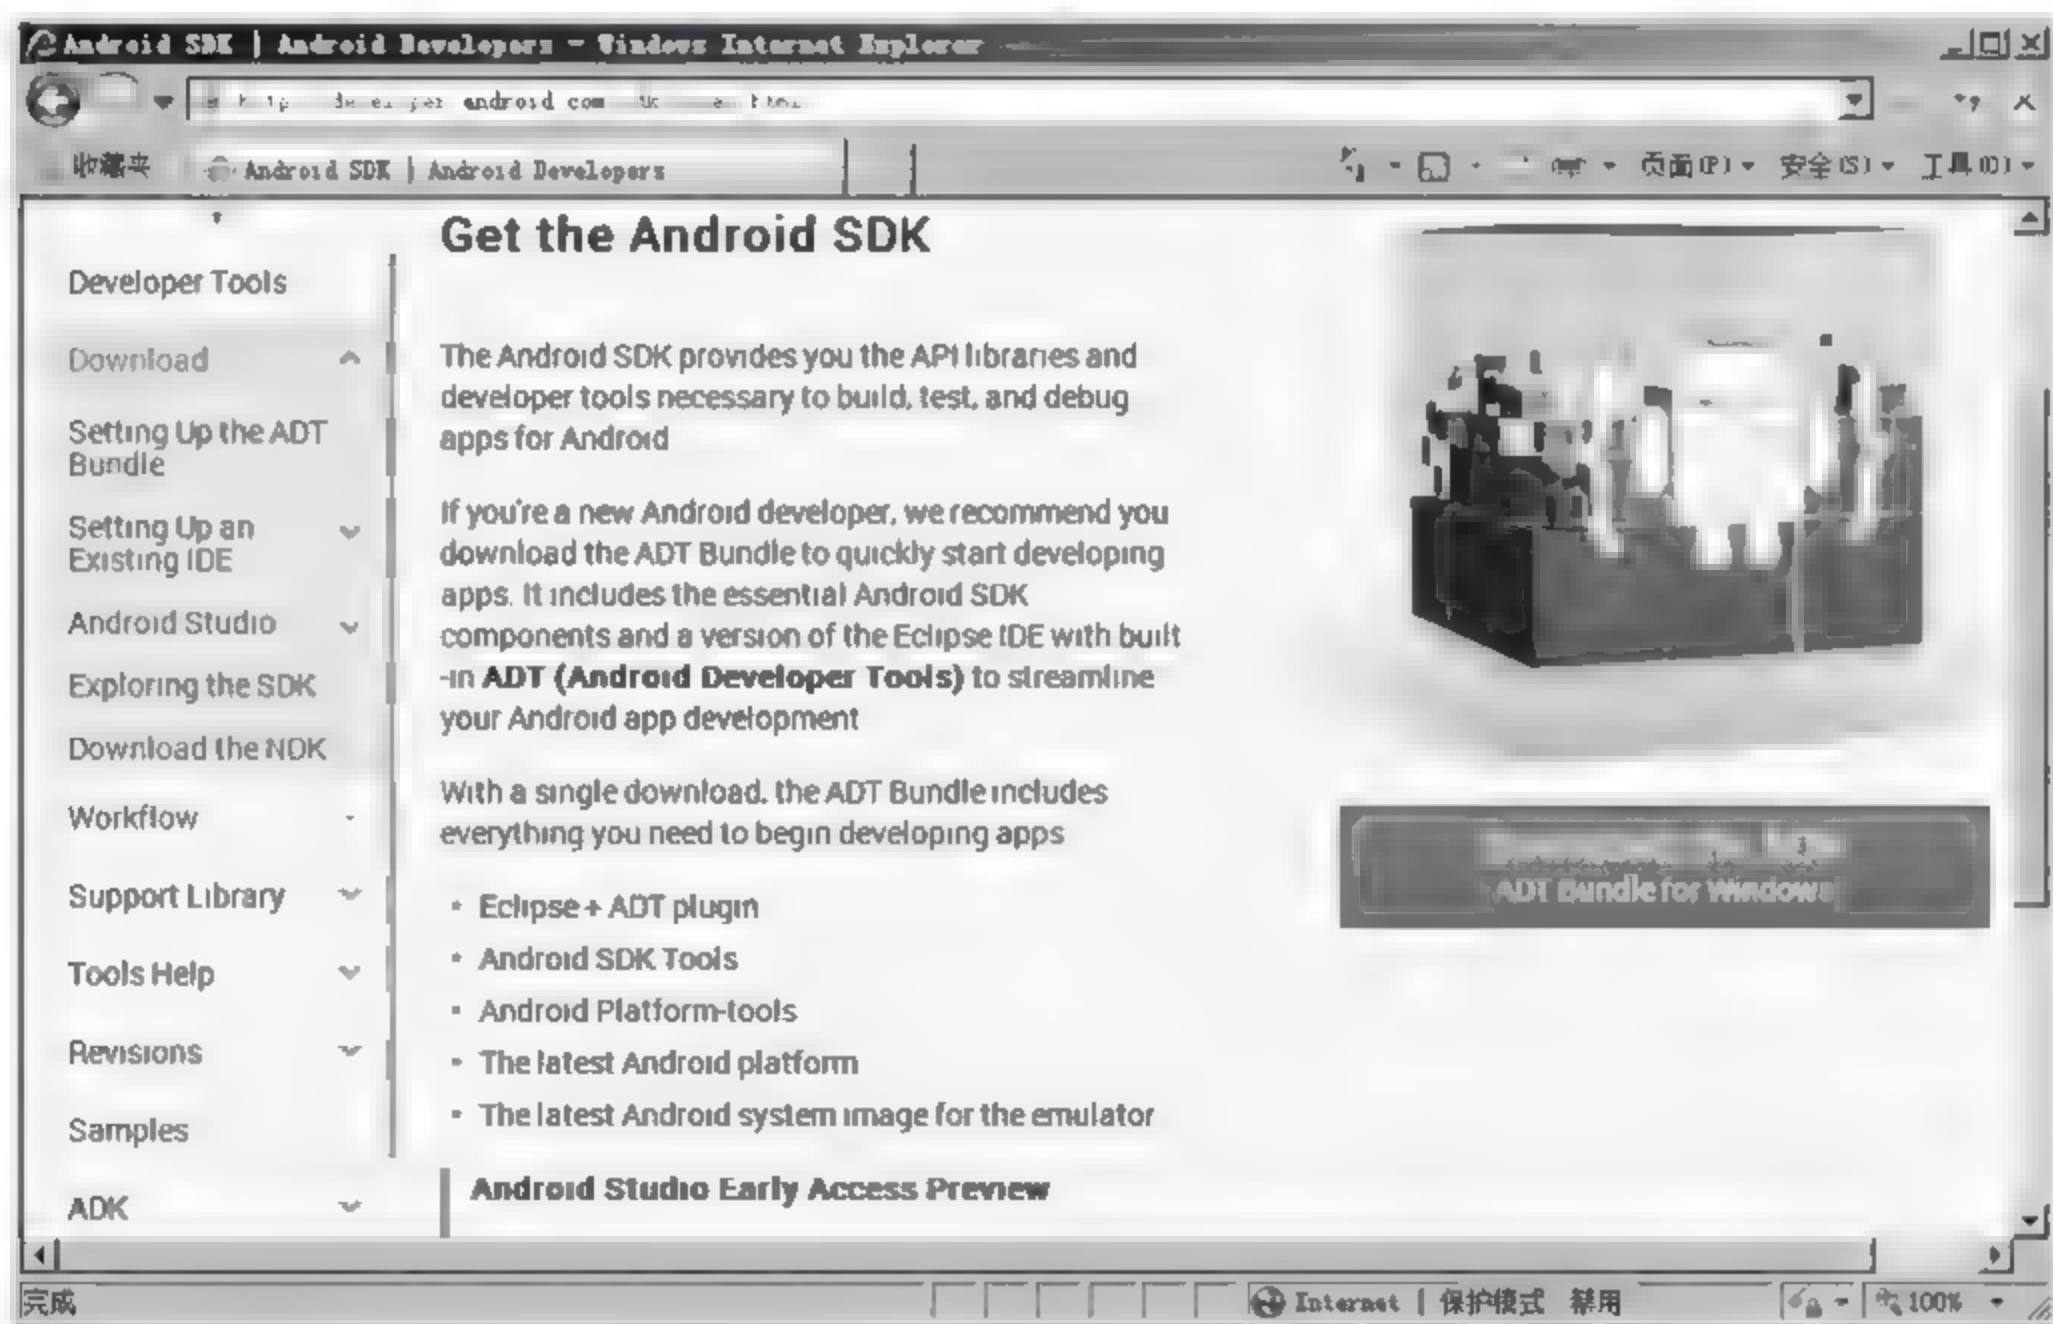 Android SDK | Android Developers - Windows Internet Explorer
android com
收藏夹
Android SDK | Android Developers
页面(P)
安全(S)
工具(O)
Developer Tools
Download
Setting Up the ADT
Bundle
Setting Up an
Existing IDE
Android Studio
Exploring the SDK
Download the NDK
Workflow
Support Library
Tools Help
Revisions
Samples
ADK
Get the Android SDK
The Android SDK provides you the API libraries and
developer tools necessary to build, test, and debug
apps for Android
If you're a new Android developer, we recommend you
download the ADT Bundle to quickly start developing
apps. It includes the essential Android SDK
components and a version of the Eclipse IDE with built
-in ADT (Android Developer Tools) to streamline
your Android app development
With a single download, the ADT Bundle includes
everything you need to begin developing apps
Eclipse + ADT plugin
Android SDK Tools
Android Platform-tools
The latest Android platform
The latest Android system image for the emulator
Android Studio Early Access Preview
ADT Bundle for Windows
完成
Internet | 保护模式 禁用
100%